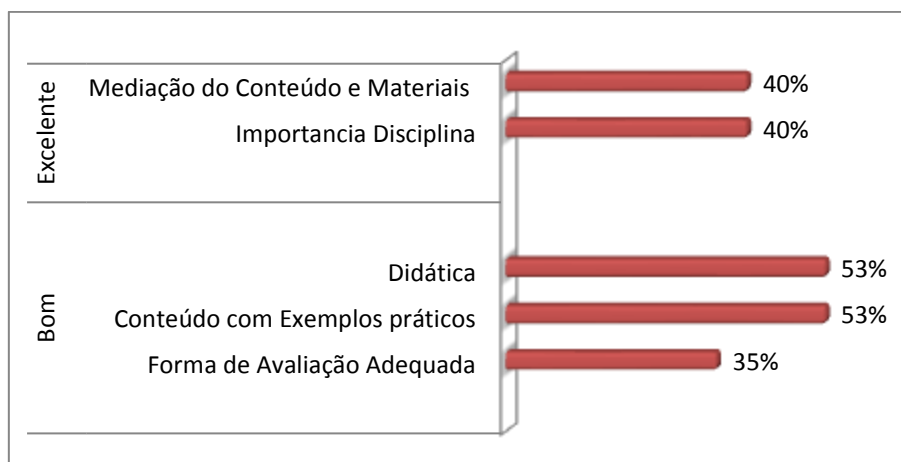 Excelente
Mediação do Conteúdo e Materiais 40%
Importancia Disciplina 40%
Bom
Didática 53%
Conteúdo com Exemplos práticos 53%
Forma de Avaliação Adequada 35%